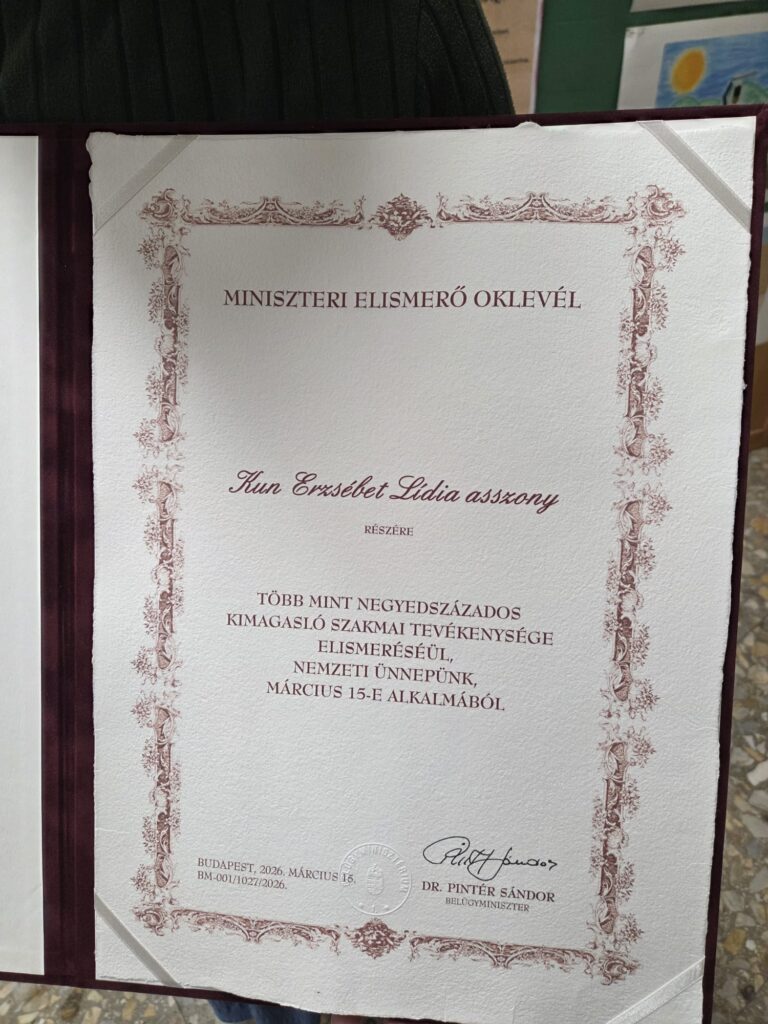 MINISZTERI ELISMERŐ OKLEVÉL
Kun Erzsébet Lídia asszony
RÉSZÉRE
TÖBB MINT NEGYEDSZÁZADOS
KIMAGASLÓ SZAKMAI TEVÉKENYSÉGE
ELISMERÉSÉÜL,
NEMZETI ÜNNEPÜNK,
MÁRCIUS 15-E ALKALMÁBÓL
BUDAPEST, 2026. MÁRCIUS 15.
BM-001/1027/2026.
DR. PINTÉR SÁNDOR
BELÜGYMINISZTER